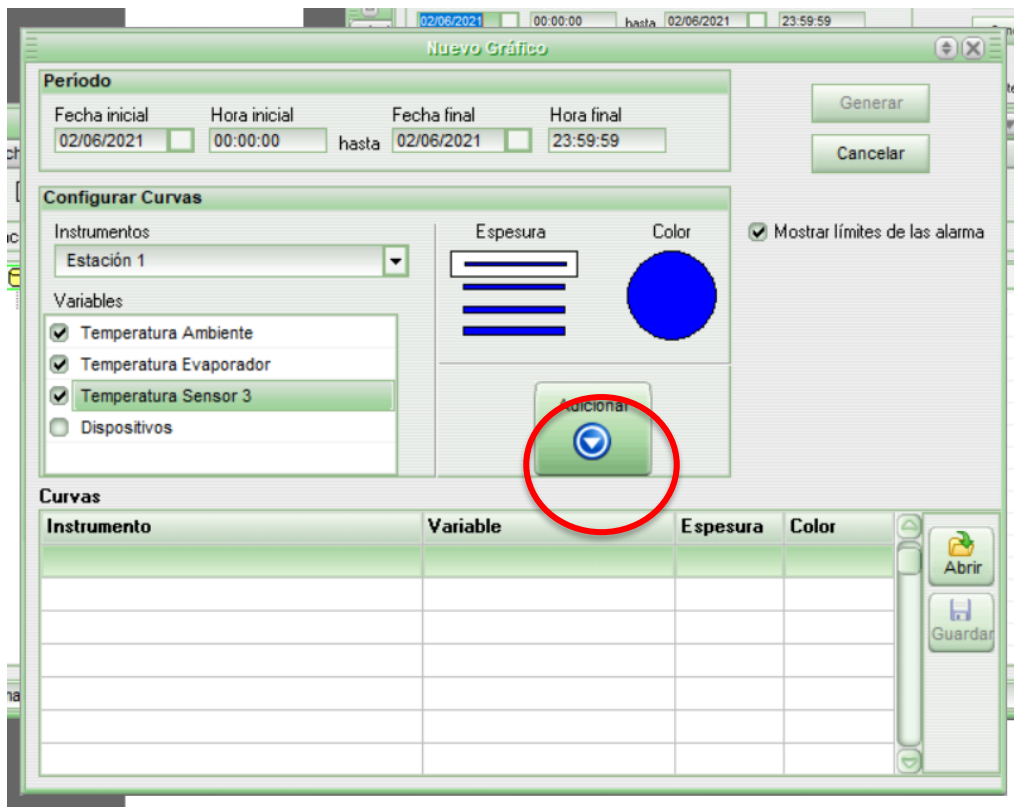 02/06/2021 00:00:00 hasta 02/06/2021 23:59:59
Nuevo Gráfico
Período
Fecha inicial Hora inicial Fecha final Hora final
02/06/2021 00:00:00 hasta 02/06/2021 23:59:59
Generar
Cancelar
Configurar Curvas
Instrumentos
Estación 1
Espesura Color
Mostrar límites de las alarma
Variables
Temperatura Ambiente
Temperatura Evaporador
Temperatura Sensor 3
Dispositivos
Adicionar
Curvas
Instrumento Variable Espesura Color
Abrir
Guardar